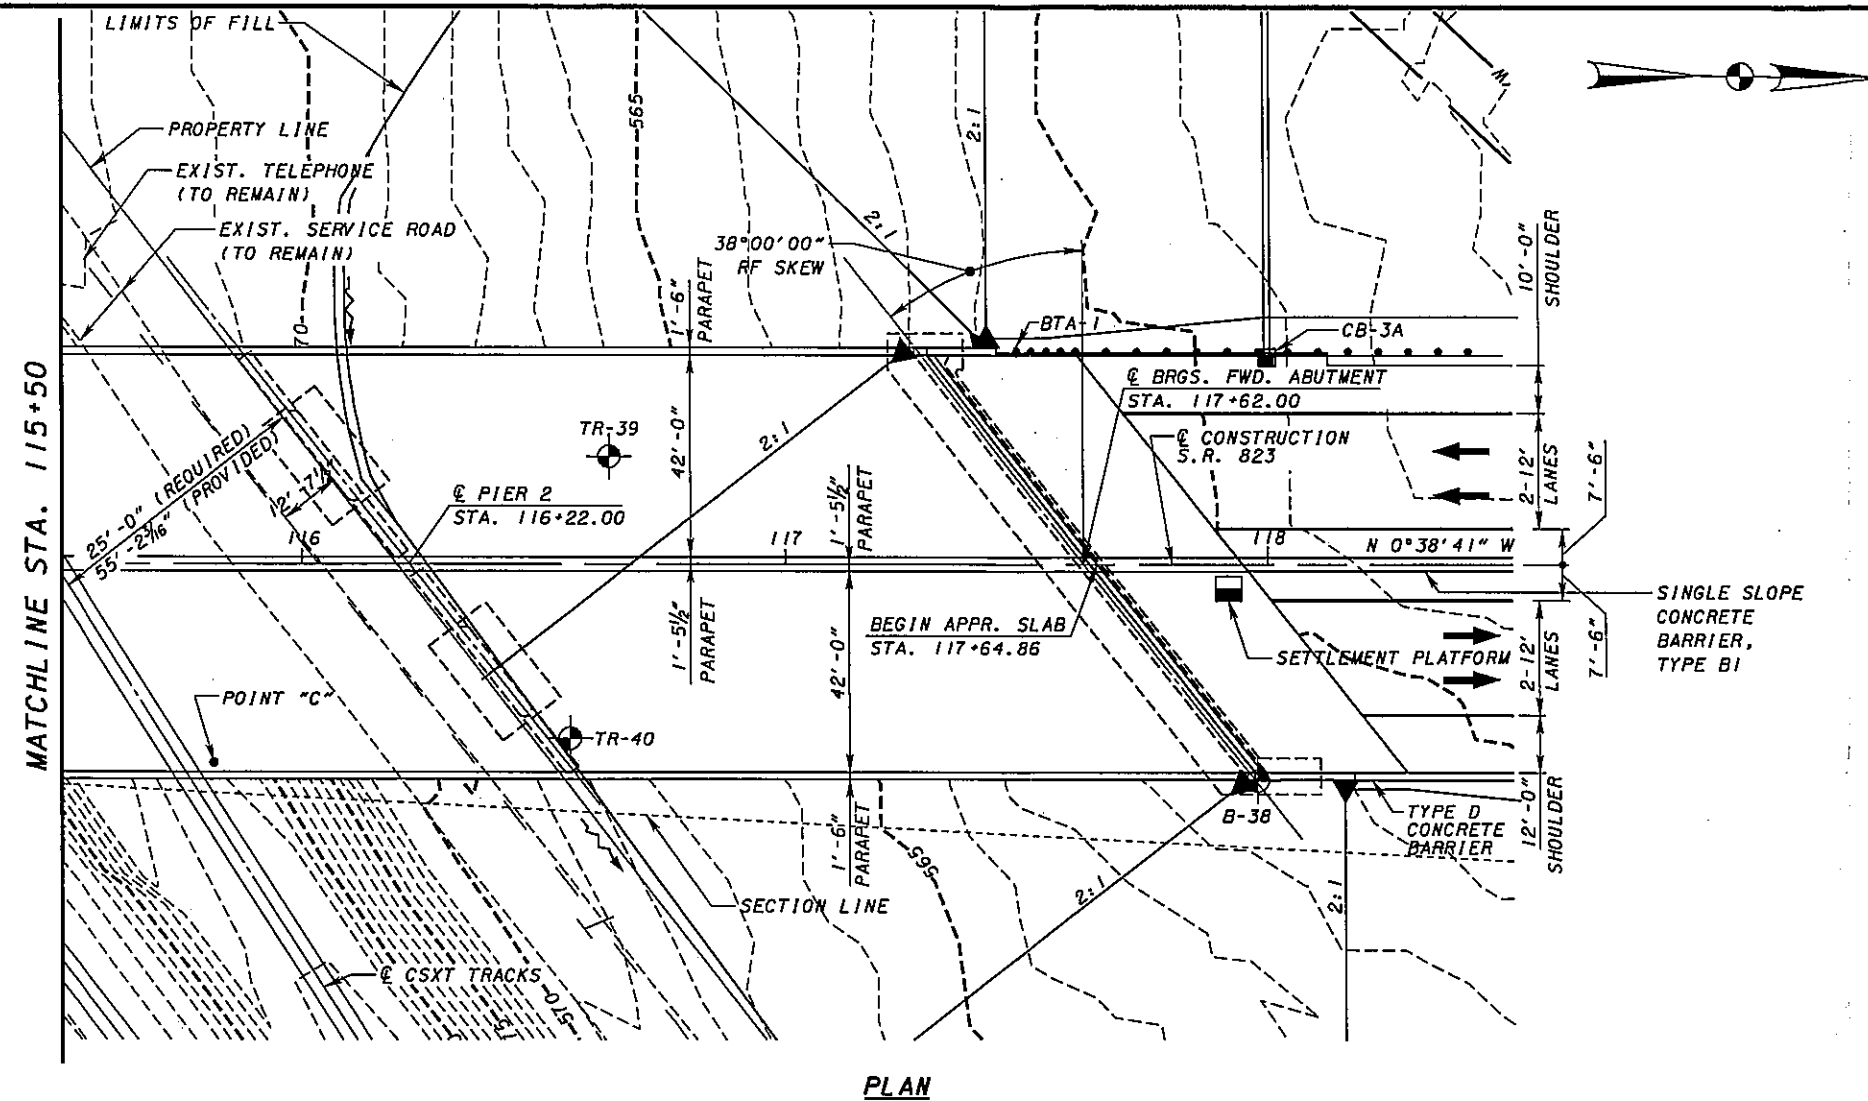 LIMITS OF FILL
PROPERTY LINE
EXIST. TELEPHONE
(TO REMAIN)
EXIST. SERVICE ROAD
(TO REMAIN)
MATCHLINE STA. 115+50
70
565
2:1
2:1
38°00'00"
RF SKEW
1'-6"
PARAPET
BTA-1
CB-3A
10'-0"
SHOULDER
℄ BRGS. FWD. ABUTMENT
STA. 117+62.00
℄ CONSTRUCTION
S.R. 823
TR-39
42'-0"
2:1
25'-0" (REQUIRED)
55'-2 3/16" (PROVIDED)
℄ PIER 2
STA. 116+22.00
1'-5½"
PARAPET
2-12'
LANES
7'-6"
116
117
118
N 0°38'41" W
1'-5½"
PARAPET
BEGIN APPR. SLAB
STA. 117+64.86
42'-0"
SETTLEMENT PLATFORM
2-12'
LANES
7'-6"
SINGLE SLOPE
CONCRETE
BARRIER,
TYPE B1
POINT "C"
TR-40
B-38
TYPE D
CONCRETE
BARRIER
12'-0"
SHOULDER
1'-6"
PARAPET
565
SECTION LINE
2:1
2:1
℄ CSXT TRACKS
570
PLAN